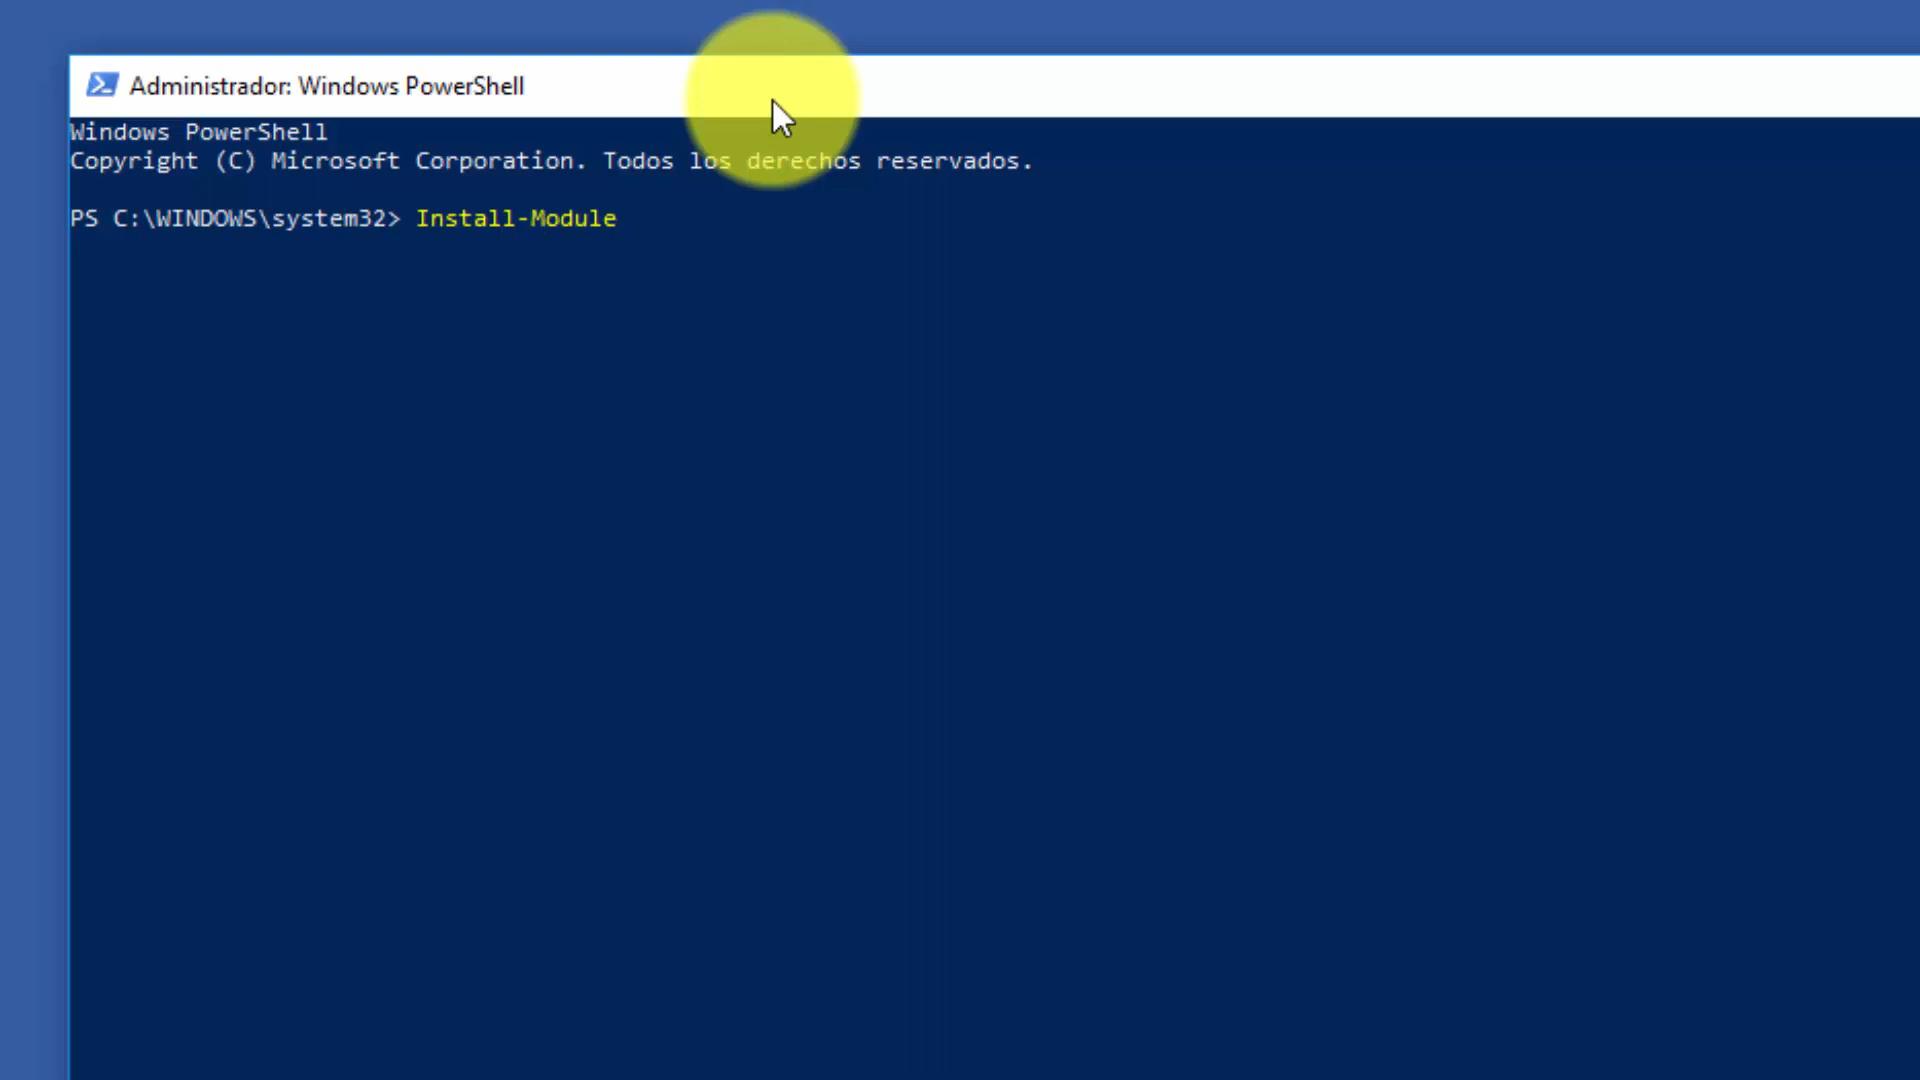 Administrador: Windows PowerShell
Windows PowerShell
Copyright (C) Microsoft Corporation. Todos los derechos reservados.
PS C:\WINDOWS\system32> Install-Module